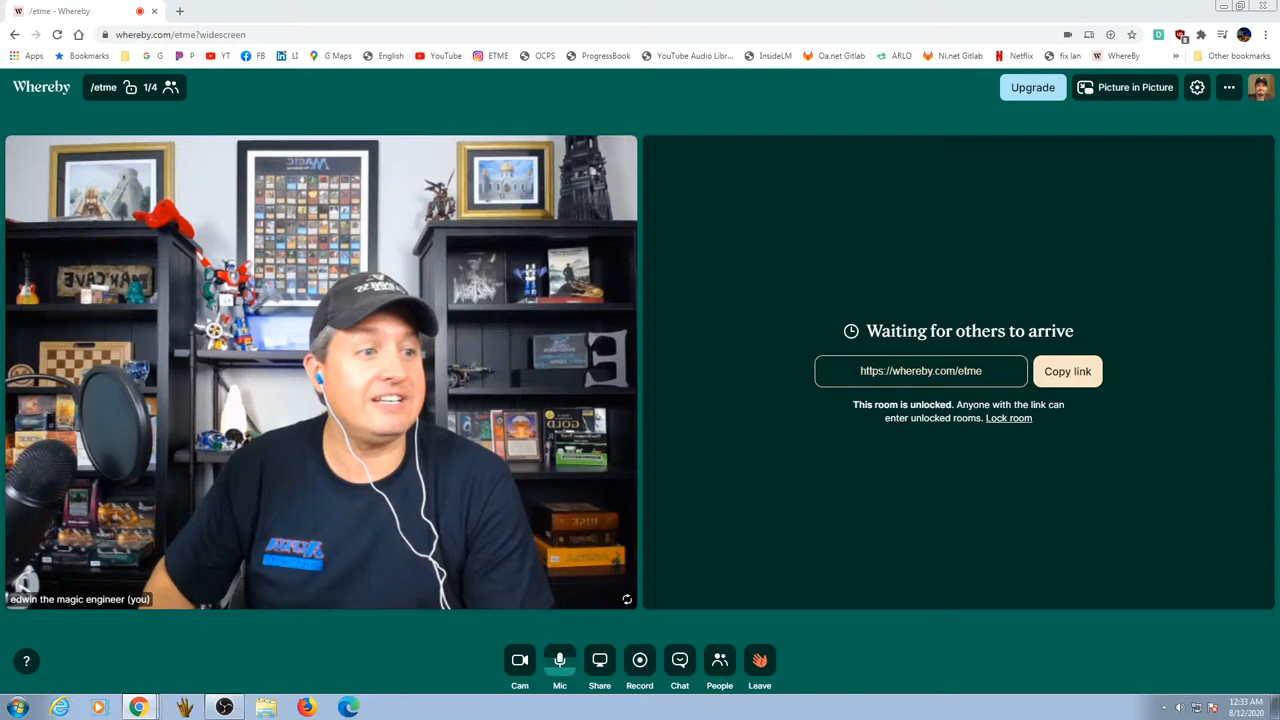 /etme - Whereby
whereby.com/etme?widescreen
Apps
Bookmarks
G
YT
FB
LI
G Maps
English
YouTube
ETME
OCPS
ProgressBook
YouTube Audio Libr...
InsideLM
Oa.net Gitlab
ARLO
Ni.net Gitlab
Netflix
fix lan
WhereBy
»
Other bookmarks
Whereby
/etme
1/4
Upgrade
Picture in Picture
MAGIC
MAN CAVE
GOLD
RISK
edwin the magic engineer (you)
Waiting for others to arrive
https://whereby.com/etme
Copy link
This room is unlocked. Anyone with the link can
enter unlocked rooms. Lock room
?
Cam
Mic
Share
Record
Chat
People
Leave
12:33 AM
8/12/2020